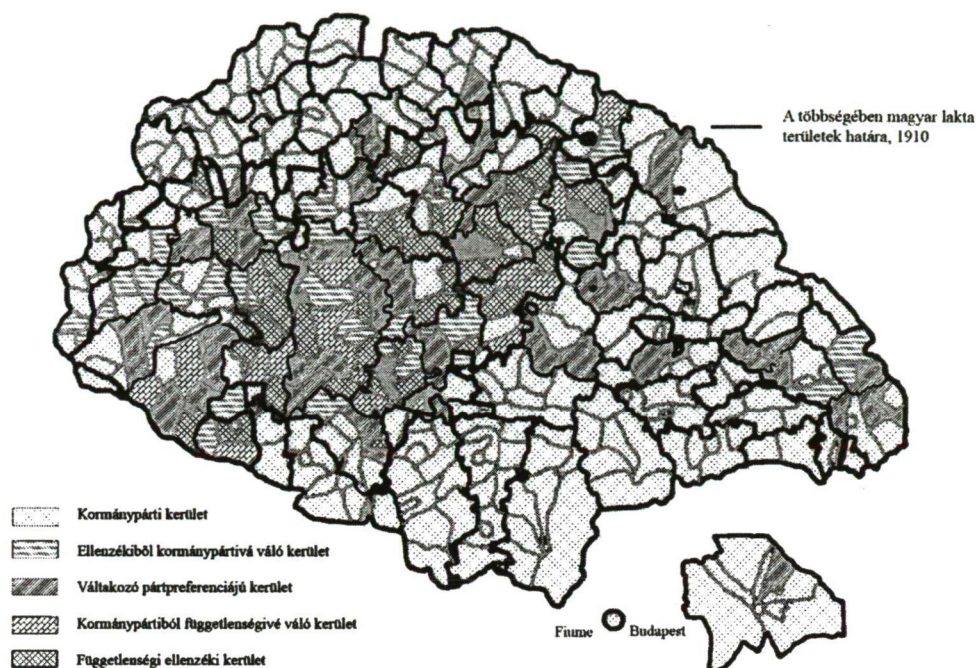 A többségében magyar lakta
területek határa, 1910
Kormánypárti kerület
Ellenzékiből kormánypártivá váló kerület
Váltakozó pártpreferenciájú kerület
Kormánypártiból függetlenségivé váló kerület
Függetlenségi ellenzéki kerület
Fiume
Budapest